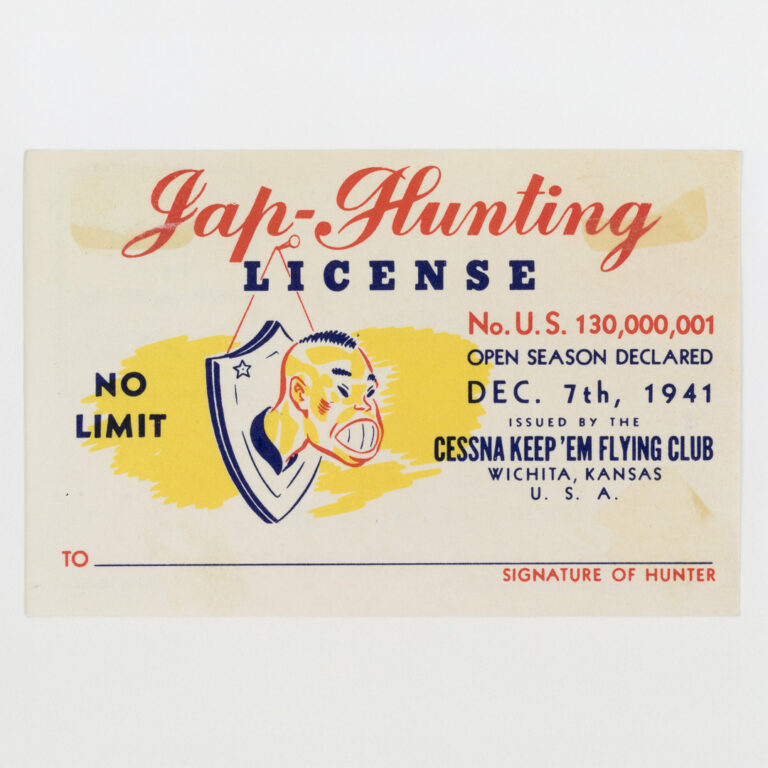 Jap-Hunting
LICENSE
No. U.S. 130,000,001
OPEN SEASON DECLARED
DEC. 7th, 1941
ISSUED BY THE
CESSNA KEEP 'EM FLYING CLUB
WICHITA, KANSAS
U. S. A.
NO
LIMIT
TO
SIGNATURE OF HUNTER